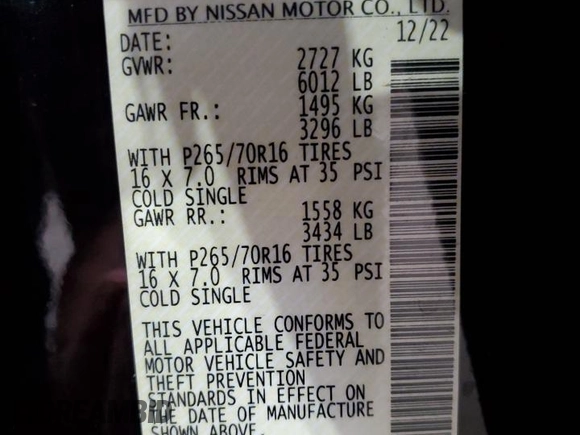 MFD BY NISSAN MOTOR CO., LTD.
DATE: 12/22
GVWR: 2727 KG
6012 LB
GAWR FR.: 1495 KG
3296 LB
WITH P265/70R16 TIRES
16 X 7.0 RIMS AT 35 PSI
COLD SINGLE
GAWR RR.: 1558 KG
3434 LB
WITH P265/70R16 TIRES
16 X 7.0 RIMS AT 35 PSI
COLD SINGLE
THIS VEHICLE CONFORMS TO
ALL APPLICABLE FEDERAL
MOTOR VEHICLE SAFETY AND
THEFT PREVENTION
STANDARDS IN EFFECT ON
THE DATE OF MANUFACTURE
SHOWN ABOVE.